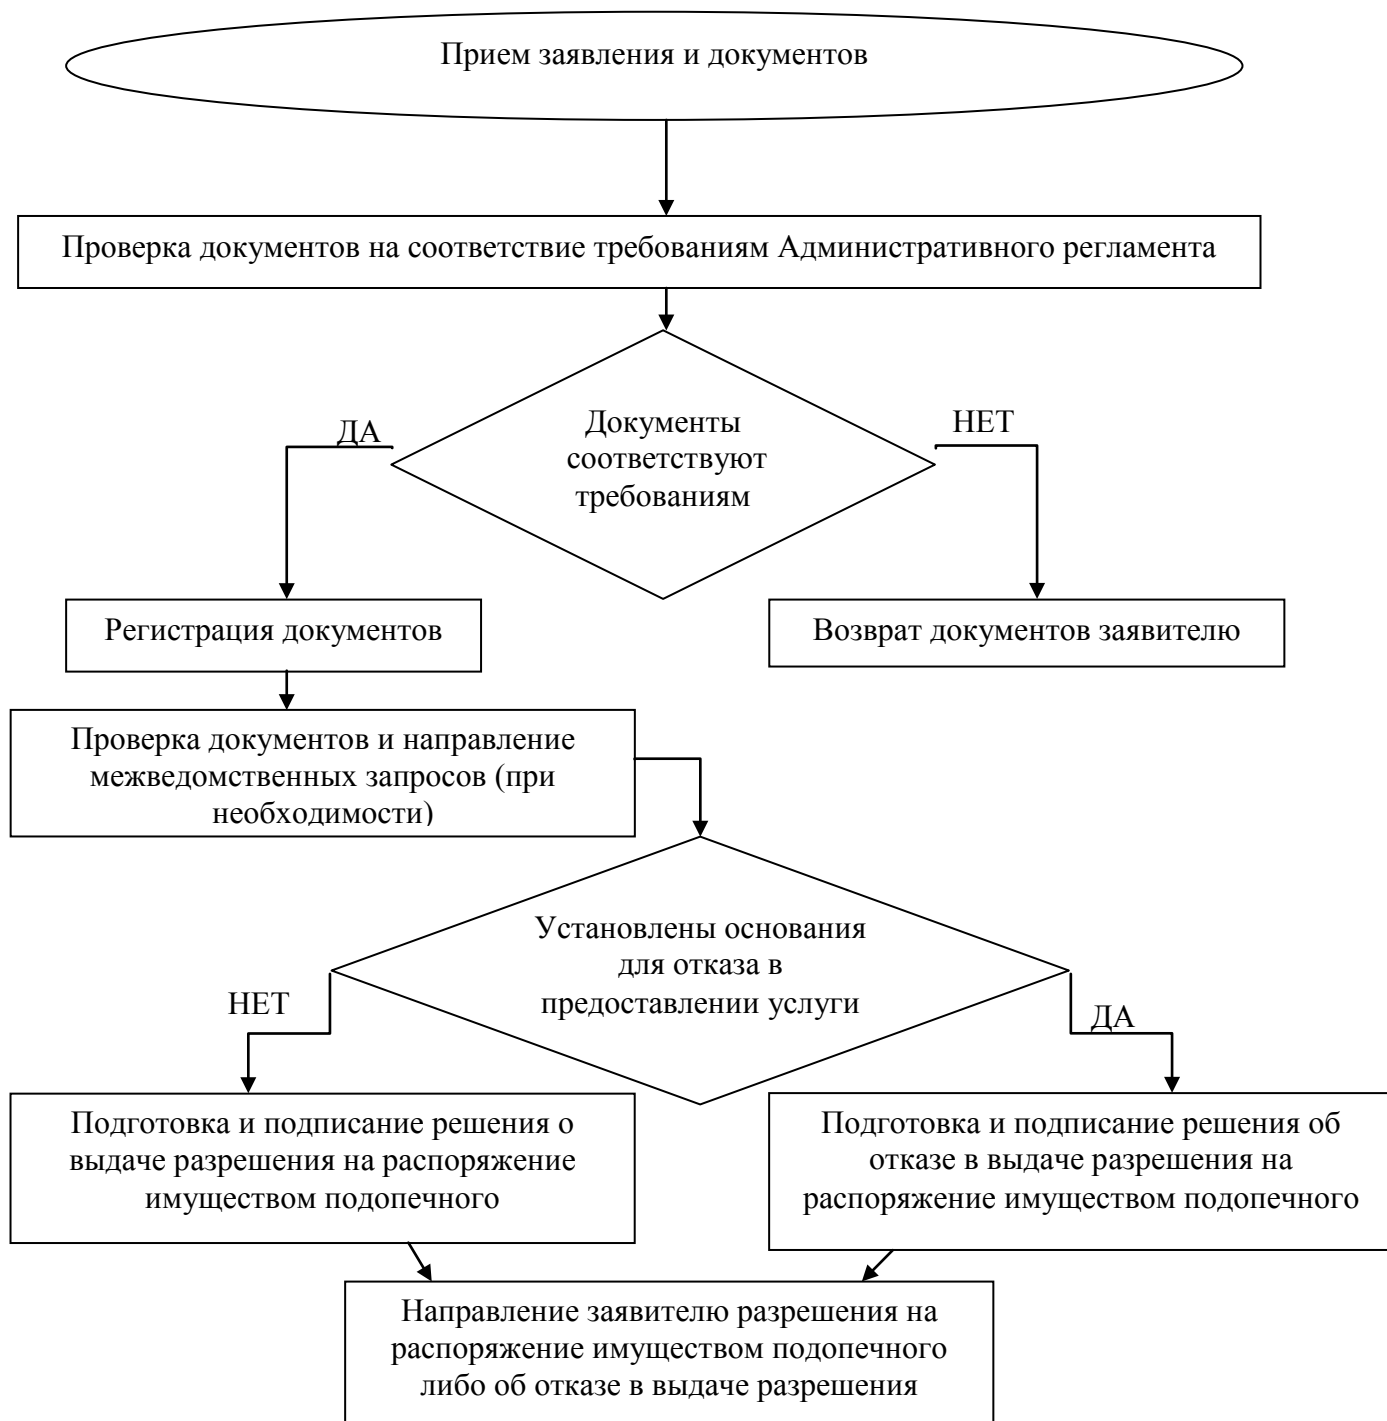 Прием заявления и документов
Проверка документов на соответствие требованиям Административного регламента
ДА
Документы
соответствуют
требованиям
НЕТ
Регистрация документов
Возврат документов заявителю
Проверка документов и направление
межведомственных запросов (при
необходимости)
Установлены основания
для отказа в
предоставлении услуги
НЕТ
ДА
Подготовка и подписание решения о
выдаче разрешения на распоряжение
имуществом подопечного
Подготовка и подписание решения об
отказе в выдаче разрешения на
распоряжение имуществом подопечного
Направление заявителю разрешения на
распоряжение имуществом подопечного
либо об отказе в выдаче разрешения